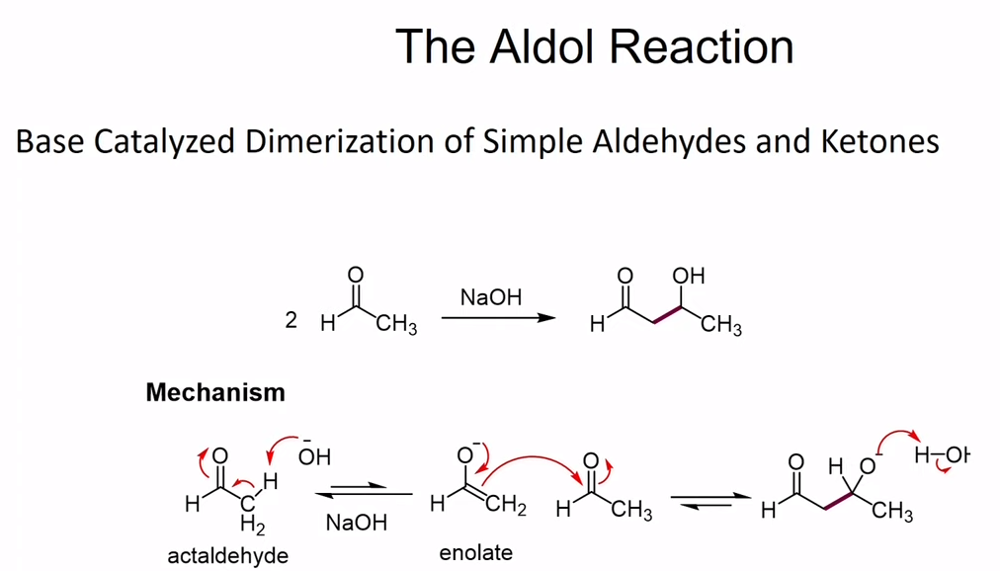 The Aldol Reaction
Base Catalyzed Dimerization of Simple Aldehydes and Ketones
O O OH
2 H CH₃ NaOH H CH₃
Mechanism
O H ŌH O⁻ O O H O⁻ H–OH
H C H₂ NaOH H CH₂ H CH₃ H CH₃
actaldehyde enolate